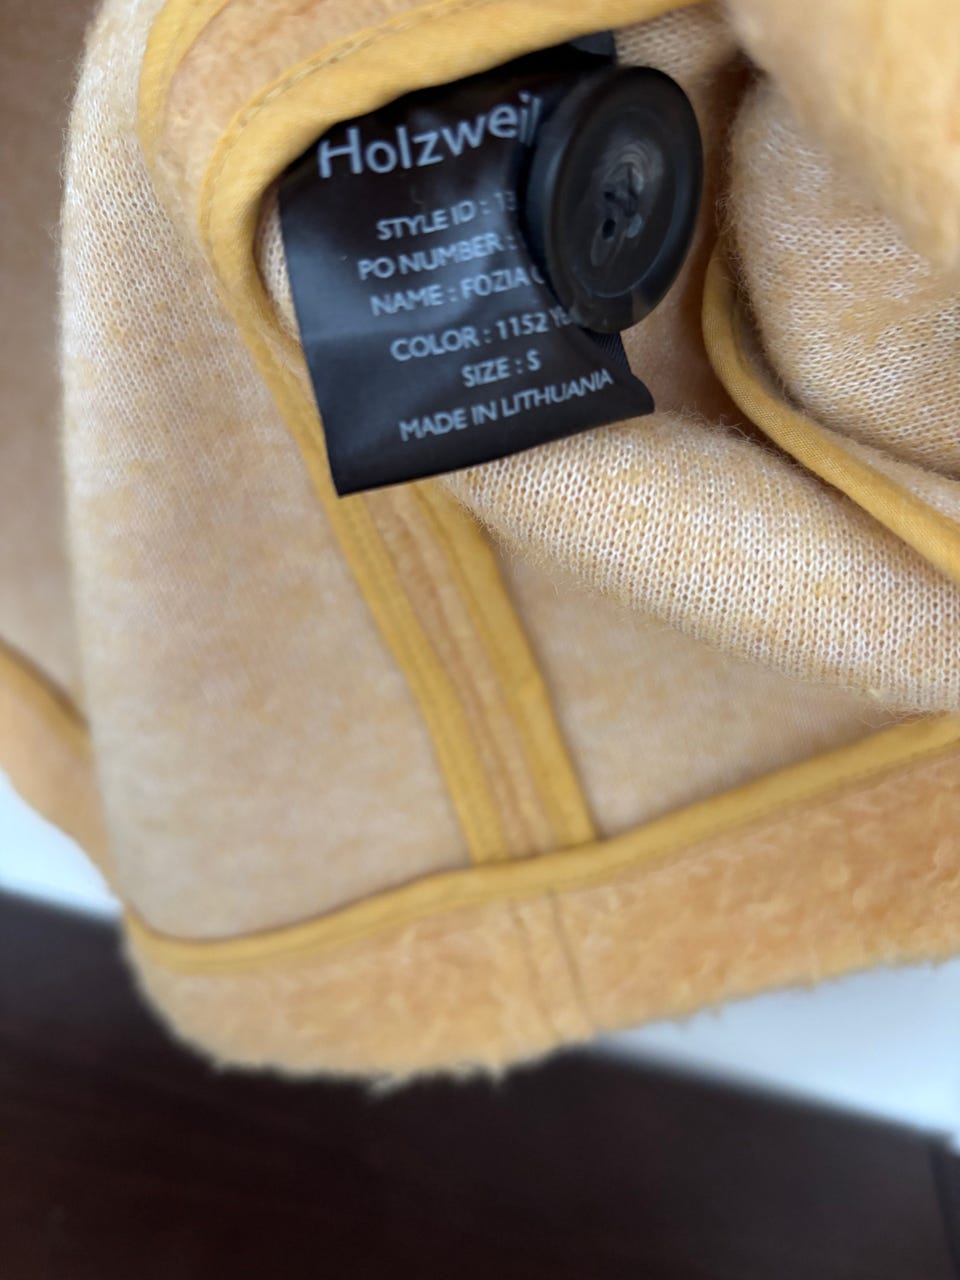 Holzwei
STYLE ID : 13
PO NUMBER :
NAME : FOZIA
COLOR : 1152 Y
SIZE : S
MADE IN LITHUANIA